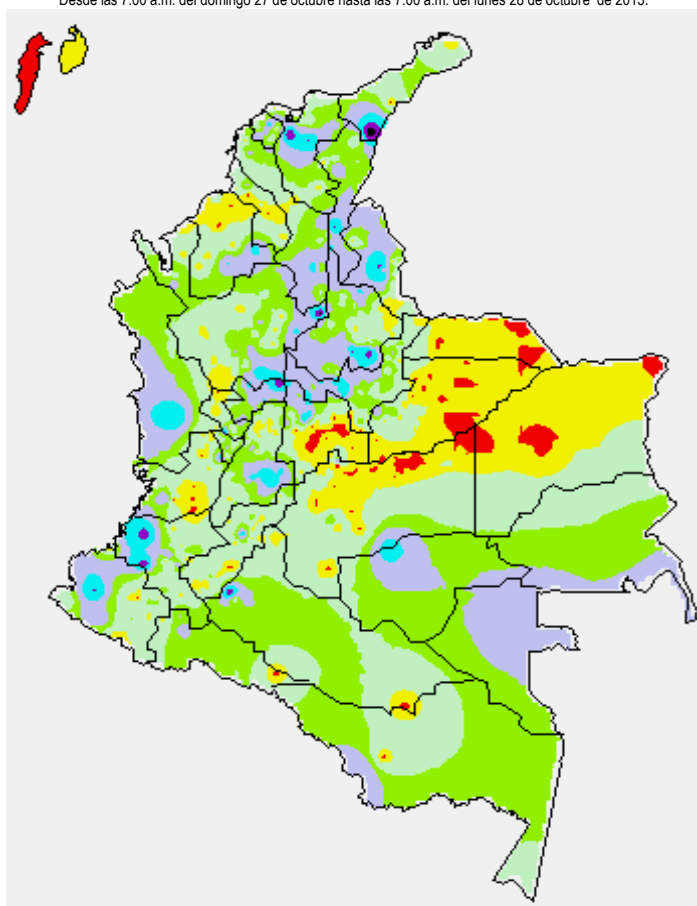 Desde las 7:00 a.m. del domingo 27 de octubre hasta las 7:00 a.m. del lunes 28 de octubre de 2013.